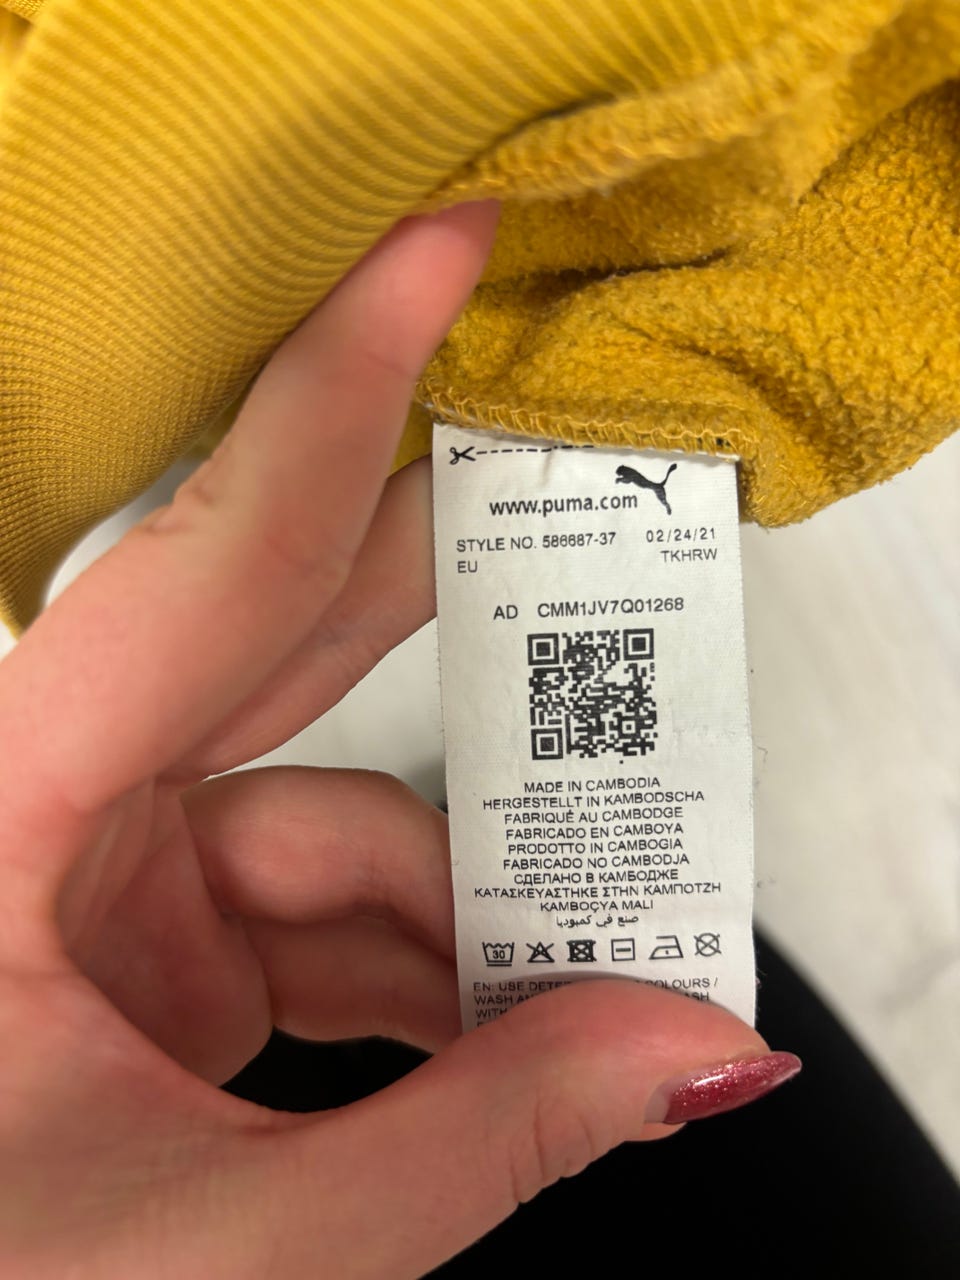 www.puma.com
STYLE NO. 586687-37 02/24/21
EU TKHRW
AD CMM1JV7Q01268
MADE IN CAMBODIA
HERGESTELLT IN KAMBODSCHA
FABRIQUÉ AU CAMBODGE
FABRICADO EN CAMBOYA
PRODOTTO IN CAMBOGIA
FABRICADO NO CAMBODJA
СДЕЛАНО В КАМБОДЖЕ
ΚΑΤΑΣΚΕΥΑΣΤΗΚΕ ΣΤΗΝ ΚΑΜΠΟΤΖΗ
KAMBOÇYA MALI
صنع في كمبوديا
30
EN: USE COLOURS /
WASH